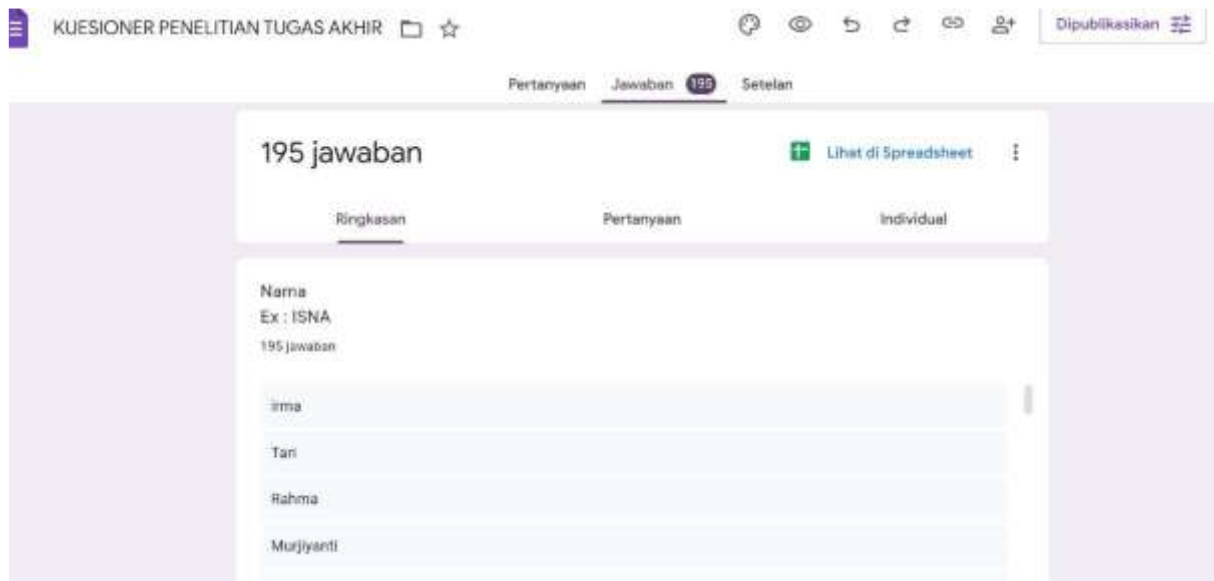 KUESIONER PENELITIAN TUGAS AKHIR
Dipublikasikan
Pertanyaan Jawaban 195 Setelan
195 jawaban
Lihat di Spreadsheet
Ringkasan Pertanyaan Individual
Nama
Ex : ISNA
195 jawaban
irma
Tari
Rahma
Murjiyanti